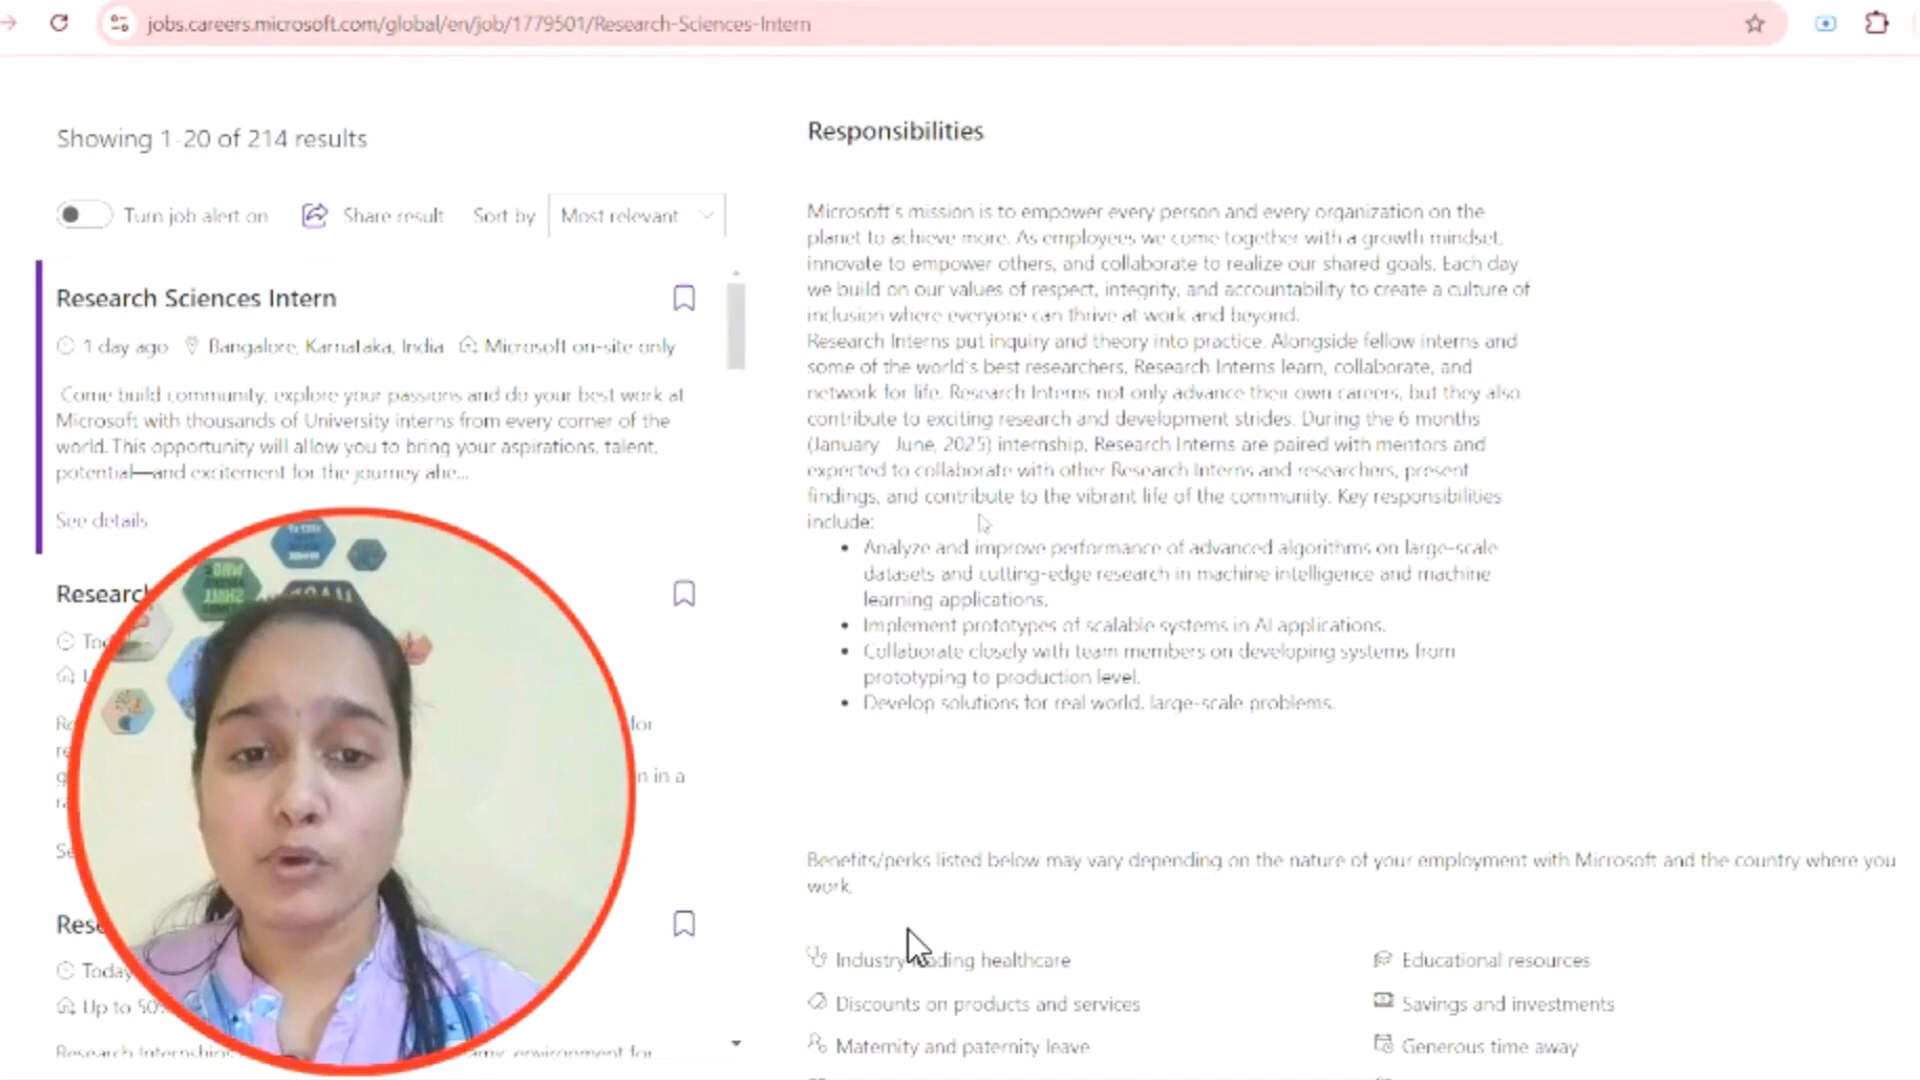 jobs.careers.microsoft.com/global/en/job/1779501/Research-Sciences-Intern
Showing 1-20 of 214 results
Turn job alert on
Share result
Sort by
Most relevant
Research Sciences Intern
1 day ago
Bangalore, Karnataka, India
Microsoft on-site only
Come build community, explore your passions and do your best work at
Microsoft with thousands of University interns from every corner of the
world. This opportunity will allow you to bring your aspirations, talent,
potential—and excitement for the journey ahe...
See details
Research
for
n in a
Today
Up to 50%
Research Internships
environment for
Responsibilities
Microsoft's mission is to empower every person and every organization on the
planet to achieve more. As employees we come together with a growth mindset,
innovate to empower others, and collaborate to realize our shared goals. Each day
we build on our values of respect, integrity, and accountability to create a culture of
inclusion where everyone can thrive at work and beyond.
Research Interns put inquiry and theory into practice. Alongside fellow interns and
some of the world's best researchers, Research Interns learn, collaborate, and
network for life. Research Interns not only advance their own careers, but they also
contribute to exciting research and development strides. During the 6 months
(January - June, 2025) internship, Research Interns are paired with mentors and
expected to collaborate with other Research Interns and researchers, present
findings, and contribute to the vibrant life of the community. Key responsibilities
include:
• Analyze and improve performance of advanced algorithms on large-scale
datasets and cutting-edge research in machine intelligence and machine
learning applications.
• Implement prototypes of scalable systems in AI applications.
• Collaborate closely with team members on developing systems from
prototyping to production level.
• Develop solutions for real world, large-scale problems.
Benefits/perks listed below may vary depending on the nature of your employment with Microsoft and the country where you
work.
Industry leading healthcare
Educational resources
Discounts on products and services
Savings and investments
Maternity and paternity leave
Generous time away